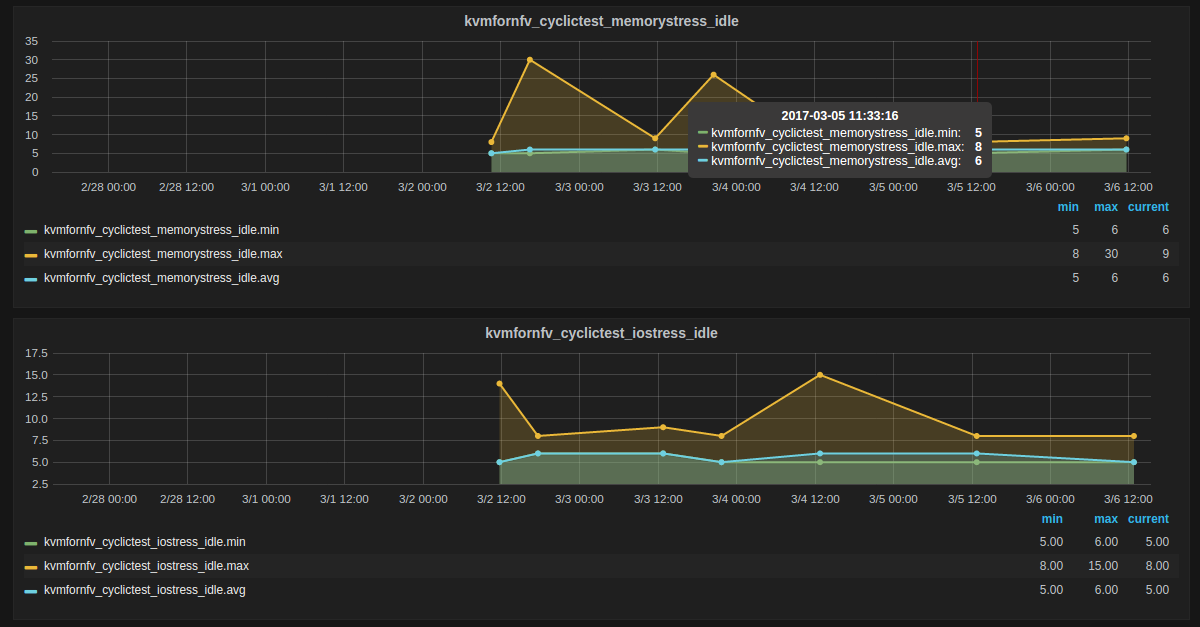 kvmfornfv_cyclictest_memorystress_idle
35
30
25
20
15
10
5
0
2017-03-05 11:33:16
kvmfornfv_cyclictest_memorystress_idle.min: 5
kvmfornfv_cyclictest_memorystress_idle.max: 8
kvmfornfv_cyclictest_memorystress_idle.avg: 6
2/28 00:00 2/28 12:00 3/1 00:00 3/1 12:00 3/2 00:00 3/2 12:00 3/3 00:00 3/3 12:00 3/4 00:00 3/4 12:00 3/5 00:00 3/5 12:00 3/6 00:00 3/6 12:00
min max current
kvmfornfv_cyclictest_memorystress_idle.min 5 6 6
kvmfornfv_cyclictest_memorystress_idle.max 8 30 9
kvmfornfv_cyclictest_memorystress_idle.avg 5 6 6
kvmfornfv_cyclictest_iostress_idle
17.5
15.0
12.5
10.0
7.5
5.0
2.5
2/28 00:00 2/28 12:00 3/1 00:00 3/1 12:00 3/2 00:00 3/2 12:00 3/3 00:00 3/3 12:00 3/4 00:00 3/4 12:00 3/5 00:00 3/5 12:00 3/6 00:00 3/6 12:00
min max current
kvmfornfv_cyclictest_iostress_idle.min 5.00 6.00 5.00
kvmfornfv_cyclictest_iostress_idle.max 8.00 15.00 8.00
kvmfornfv_cyclictest_iostress_idle.avg 5.00 6.00 5.00